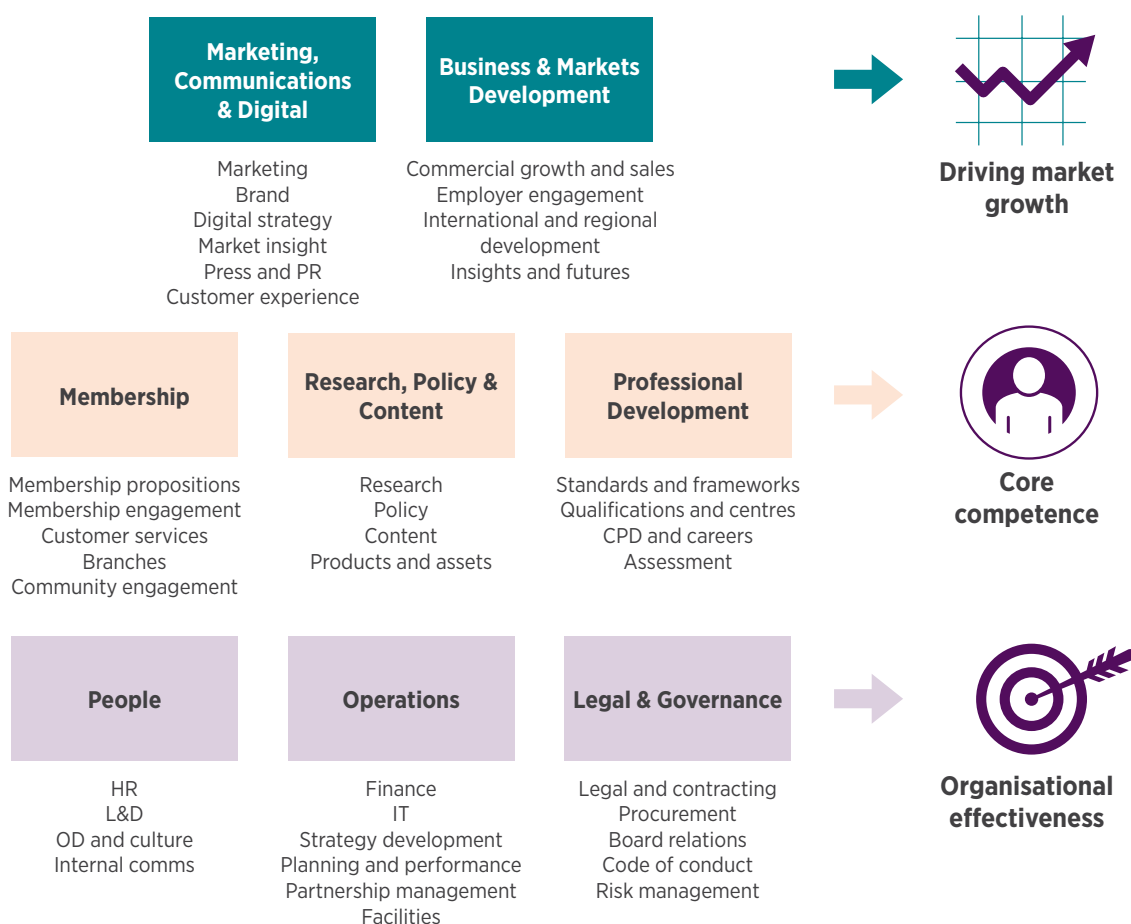 Marketing,
Communications
& Digital
Marketing
Brand
Digital strategy
Market insight
Press and PR
Customer experience
Business & Markets
Development
Commercial growth and sales
Employer engagement
International and regional
development
Insights and futures
Driving market
growth
Membership
Membership propositions
Membership engagement
Customer services
Branches
Community engagement
Research, Policy &
Content
Research
Policy
Content
Products and assets
Professional
Development
Standards and frameworks
Qualifications and centres
CPD and careers
Assessment
Core
competence
People
HR
L&D
OD and culture
Internal comms
Operations
Finance
IT
Strategy development
Planning and performance
Partnership management
Facilities
Legal & Governance
Legal and contracting
Procurement
Board relations
Code of conduct
Risk management
Organisational
effectiveness